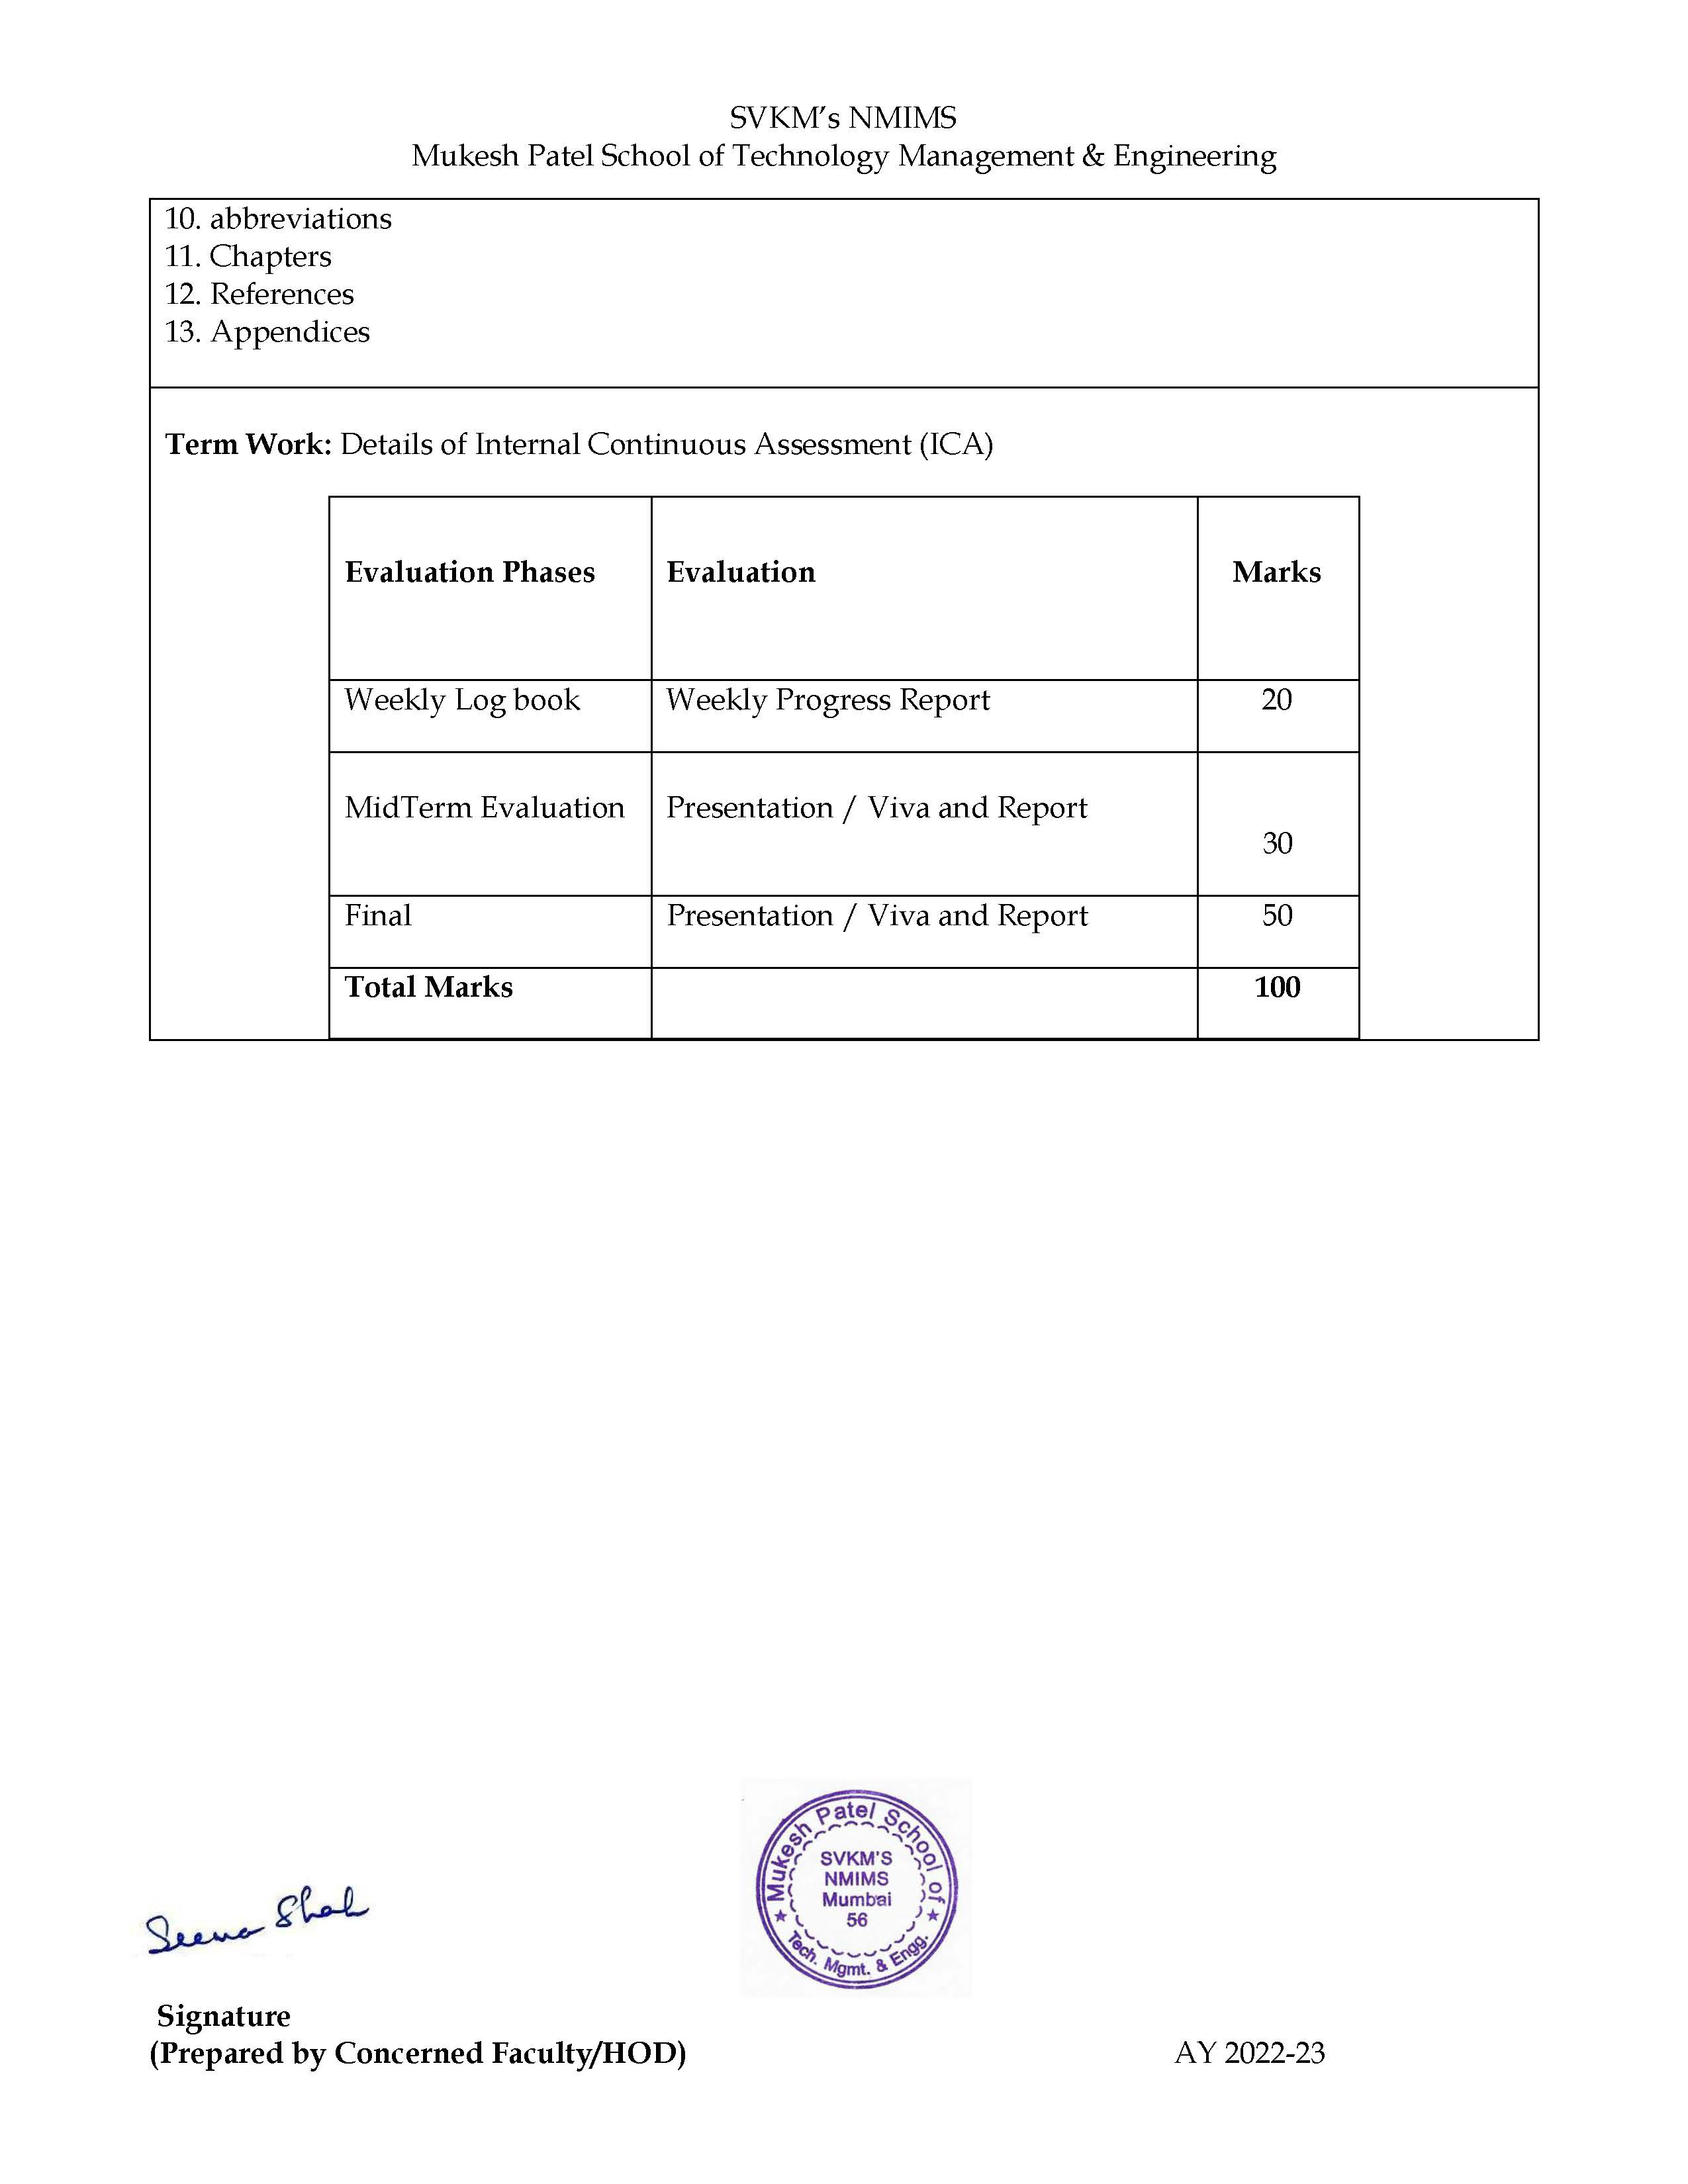 SVKM's NMIMS
Mukesh Patel School of Technology Management & Engineering
10. abbreviations
11. Chapters
12. References
13. Appendices
Term Work: Details of Internal Continuous Assessment (ICA)
Evaluation Phases Evaluation Marks
Weekly Log book Weekly Progress Report 20
MidTerm Evaluation Presentation / Viva and Report 30
Final Presentation / Viva and Report 50
Total Marks 100
Mukesh Patel School of
SVKM'S
NMIMS
Mumbai
56
Tech. Mgmt. & Engg.
Seema Shah
Signature
(Prepared by Concerned Faculty/HOD) AY 2022-23